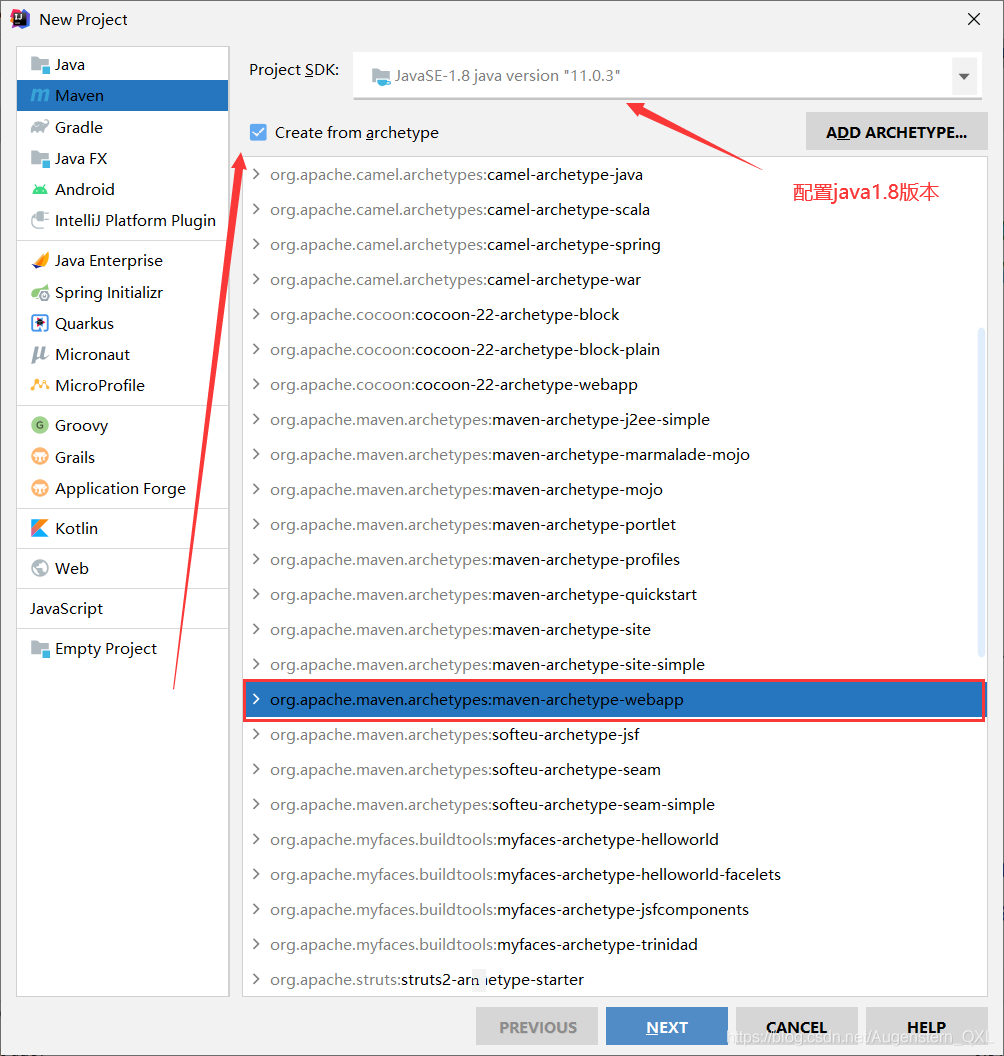 New Project
Java
Maven
Gradle
Java FX
Android
IntelliJ Platform Plugin
Java Enterprise
Spring Initializr
Quarkus
Micronaut
MicroProfile
Groovy
Grails
Application Forge
Kotlin
Web
JavaScript
Empty Project
Project SDK:
JavaSE-1.8 java version "11.0.3"
Create from archetype
ADD ARCHETYPE...
配置java1.8版本
org.apache.camel.archetypes:camel-archetype-java
org.apache.camel.archetypes:camel-archetype-scala
org.apache.camel.archetypes:camel-archetype-spring
org.apache.camel.archetypes:camel-archetype-war
org.apache.cocoon:cocoon-22-archetype-block
org.apache.cocoon:cocoon-22-archetype-block-plain
org.apache.cocoon:cocoon-22-archetype-webapp
org.apache.maven.archetypes:maven-archetype-j2ee-simple
org.apache.maven.archetypes:maven-archetype-marmalade-mojo
org.apache.maven.archetypes:maven-archetype-mojo
org.apache.maven.archetypes:maven-archetype-portlet
org.apache.maven.archetypes:maven-archetype-profiles
org.apache.maven.archetypes:maven-archetype-quickstart
org.apache.maven.archetypes:maven-archetype-site
org.apache.maven.archetypes:maven-archetype-site-simple
org.apache.maven.archetypes:maven-archetype-webapp
org.apache.maven.archetypes:softeu-archetype-jsf
org.apache.maven.archetypes:softeu-archetype-seam
org.apache.maven.archetypes:softeu-archetype-seam-simple
org.apache.myfaces.buildtools:myfaces-archetype-helloworld
org.apache.myfaces.buildtools:myfaces-archetype-helloworld-facelets
org.apache.myfaces.buildtools:myfaces-archetype-jsfcomponents
org.apache.myfaces.buildtools:myfaces-archetype-trinidad
org.apache.struts:struts2-archetype-starter
PREVIOUS
NEXT
CANCEL
HELP
https://blog.csdn.net/Augenstern_QXL